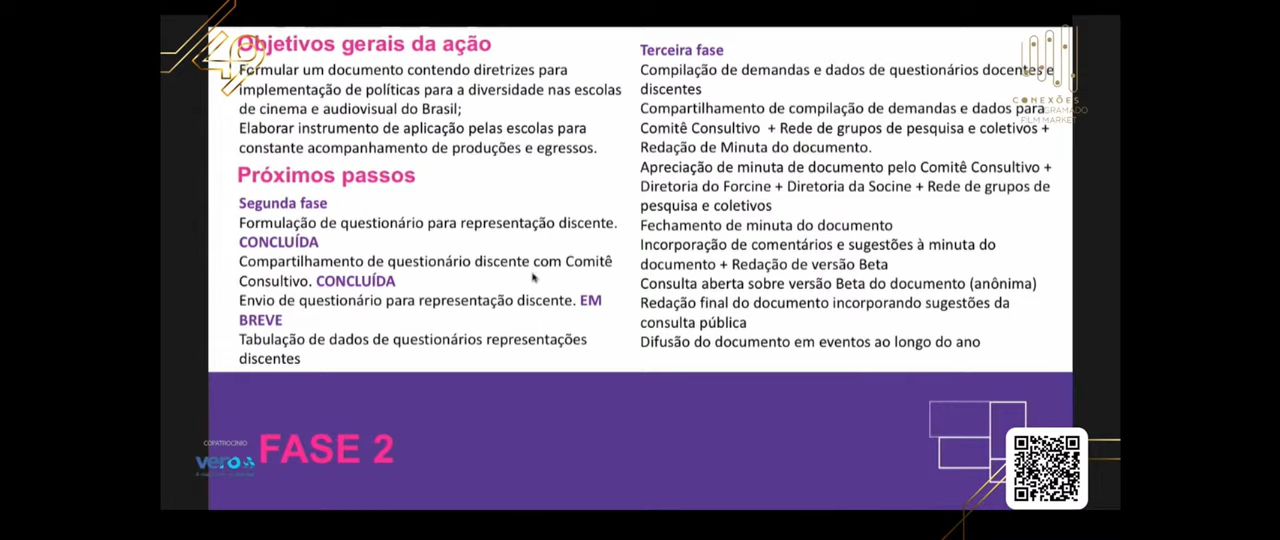 49
Objetivos gerais da ação
Formular um documento contendo diretrizes para
implementação de políticas para a diversidade nas escolas
de cinema e audiovisual do Brasil;
Elaborar instrumento de aplicação pelas escolas para
constante acompanhamento de produções e egressos.
Próximos passos
Segunda fase
Formulação de questionário para representação discente.
CONCLUÍDA
Compartilhamento de questionário discente com Comitê
Consultivo. CONCLUÍDA
Envio de questionário para representação discente. EM
BREVE
Tabulação de dados de questionários representações
discentes
Terceira fase
Compilação de demandas e dados de questionários docentes e
discentes
Compartilhamento de compilação de demandas e dados para
Comitê Consultivo + Rede de grupos de pesquisa e coletivos +
Redação de Minuta do documento.
Apreciação de minuta de documento pelo Comitê Consultivo +
Diretoria do Forcine + Diretoria da Socine + Rede de grupos de
pesquisa e coletivos
Fechamento de minuta do documento
Incorporação de comentários e sugestões à minuta do
documento + Redação de versão Beta
Consulta aberta sobre versão Beta do documento (anônima)
Redação final do documento incorporando sugestões da
consulta pública
Difusão do documento em eventos ao longo do ano
CONEXÕES
GRAMADO
FILM MARKET
COPATROCINIO
vero
FASE 2